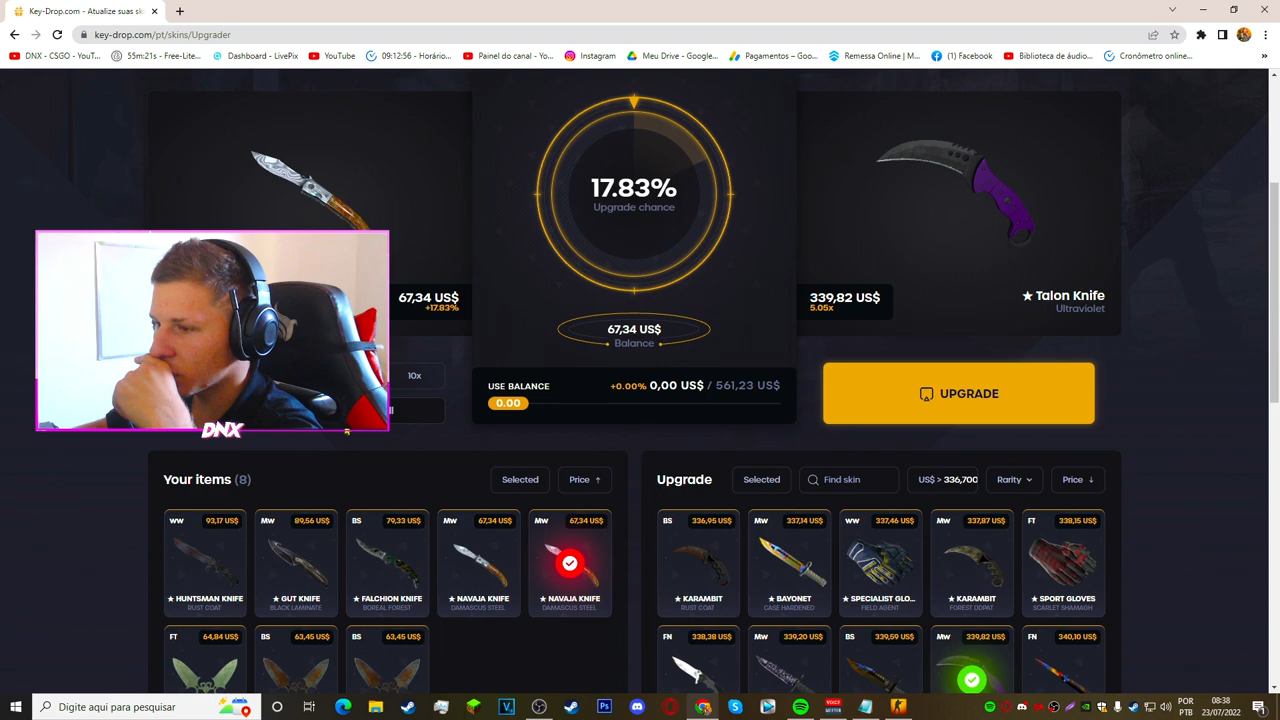 Key-Drop.com - Atualize suas ski
key-drop.com/pt/skins/Upgrader
DNX - CSGO - YouT...
55m21s - Free-Lite...
Dashboard - LivePix
YouTube
09:12:56 - Horário...
Painel do canal - Yo...
Instagram
Meu Drive - Google...
Pagamentos – Goo...
Remessa Online | M...
(1) Facebook
Biblioteca de áudio...
Cronómetro online...
17.83%
Upgrade chance
67,34 US$
+17.83%
339,82 US$
5.05x
★ Talon Knife
Ultraviolet
67,34 US$
Balance
10x
USE BALANCE
+0.00% 0,00 US$ / 561,23 US$
0.00
UPGRADE
DNX
Your items (8)
Selected
Price ↑
Upgrade
Selected
Find skin
US$ > 336,700
Rarity
Price ↓
WW 93,17 US$
MW 89,56 US$
BS 79,33 US$
MW 67,34 US$
MW 67,34 US$
BS 336,95 US$
MW 337,14 US$
WW 337,46 US$
MW 337,87 US$
FT 338,15 US$
★ HUNTSMAN KNIFE
★ GUT KNIFE
★ FALCHION KNIFE
★ NAVAJA KNIFE
★ NAVAJA KNIFE
★ KARAMBIT
★ BAYONET
★ SPECIALIST GLO...
★ KARAMBIT
★ SPORT GLOVES
RUST COAT
BLACK LAMINATE
BOREAL FOREST
DAMASCUS STEEL
DAMASCUS STEEL
RUST COAT
CASE HARDENED
FIELD AGENT
FOREST DDPAT
SCARLET SHAMAGH
FT 64,84 US$
BS 63,45 US$
BS 63,45 US$
FN 338,38 US$
MW 339,20 US$
BS 339,59 US$
MW 339,82 US$
FN 340,10 US$
Digite aqui para pesquisar
POR
PTB
08:38
23/07/2022